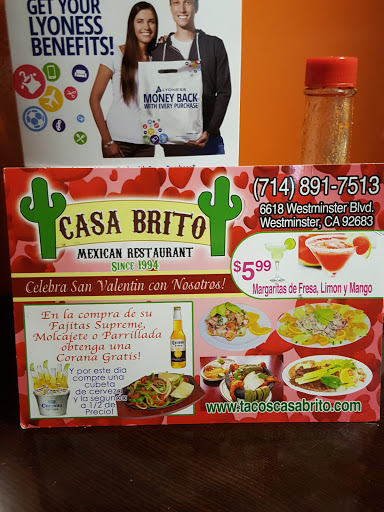 GET YOUR
LYONESS
BENEFITS!
LYONESS
MONEY BACK
WITH EVERY PURCHASE
CASA BRITO
MEXICAN RESTAURANT
SINCE 1994
(714) 891-7513
6618 Westminster Blvd.
Westminster, CA 92683
$5.99
Margaritas de Fresa, Limon y Mango
Celebra San Valentin con Nosotros!
En la compra de su
Fajitas Supreme,
Molcajete o Parrillada
obtenga una
Corana Gratis!
Y por este dia
compre una
cubeta
de cerveza
y la segunda
a 1/2 de
Precio!
www.tacoscasabrito.com